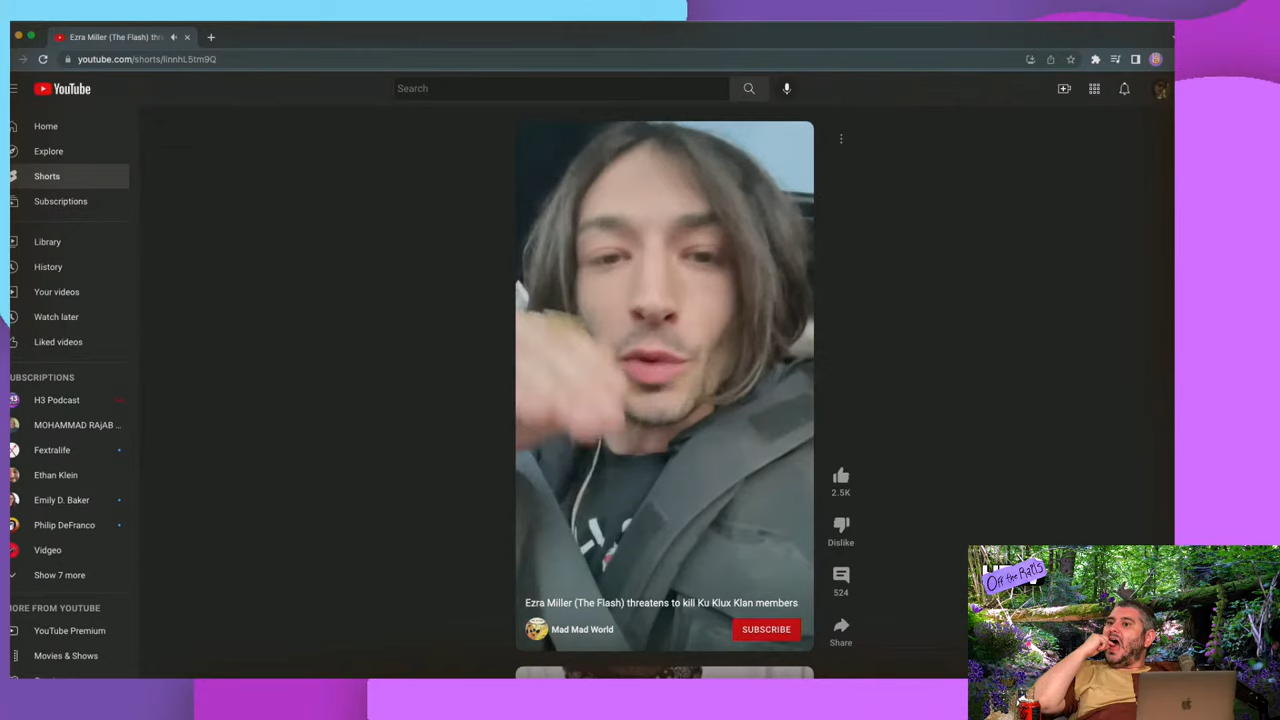 Ezra Miller (The Flash) thre
youtube.com/shorts/linnhL5tm9Q
YouTube
Search
Home
Explore
Shorts
Subscriptions
Library
History
Your videos
Watch later
Liked videos
UBSCRIPTIONS
H3 Podcast
MOHAMMAD RAjAB ...
Fextralife
Ethan Klein
Emily D. Baker
Philip DeFranco
Vidgeo
Show 7 more
MORE FROM YOUTUBE
YouTube Premium
Movies & Shows
2.5K
Dislike
524
Share
Ezra Miller (The Flash) threatens to kill Ku Klux Klan members
Mad Mad World
SUBSCRIBE
Off the Rails